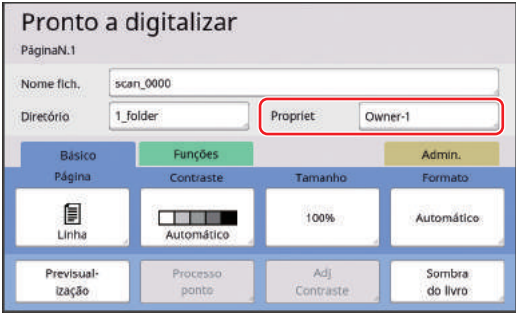 Pronto a digitalizar
PáginaN.1
Nome fich. scan_0000
Diretório 1_folder Propriet Owner-1
Básico Funções Admin.
Página Contraste Tamanho Formato
Linha Automático 100% Automático
Previsual- Processo Adj Sombra
ização ponto Contraste do livro